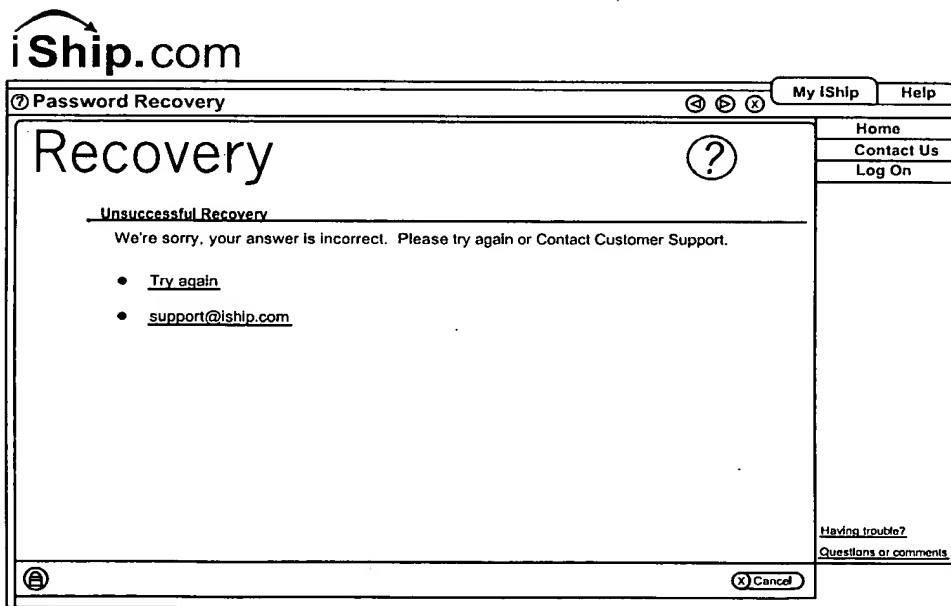 iShip.com
My iShip Help
? Password Recovery X
Home
Contact Us
Log On
Recovery ?
Unsuccessful Recovery
We're sorry, your answer is incorrect. Please try again or Contact Customer Support.
• Try again
• support@iship.com
Having trouble?
Questions or comments
X Cancel